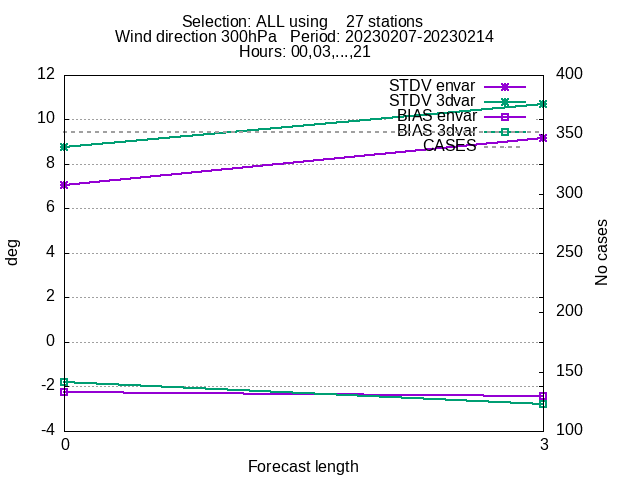 Selection: ALL using    27 stations
Wind direction 300hPa   Period: 20230207-20230214
Hours: 00,03,...,21
12
10
8
6
4
2
0
-2
-4
deg
400
350
300
250
200
150
100
No cases
STDV envar
STDV 3dvar
BIAS envar
BIAS 3dvar
CASES
0
3
Forecast length